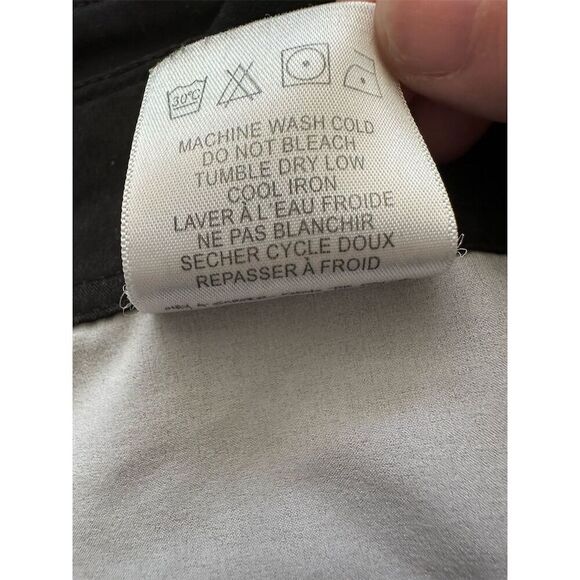 30°C
MACHINE WASH COLD
DO NOT BLEACH
TUMBLE DRY LOW
COOL IRON
LAVER À L'EAU FROIDE
NE PAS BLANCHIR
SECHER CYCLE DOUX
REPASSER À FROID